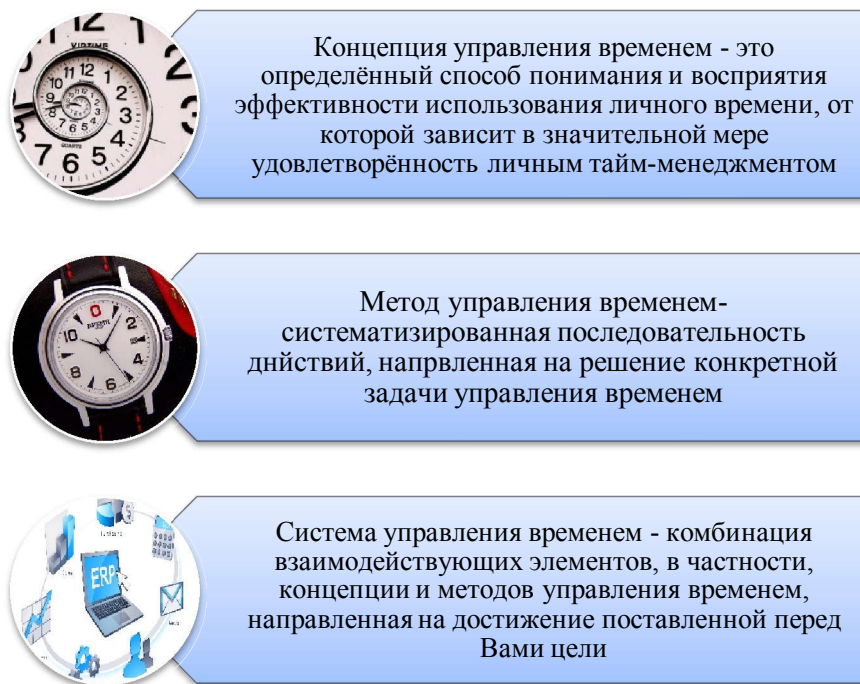 Концепция управления временем - это
определённый способ понимания и восприятия
эффективности использования личного времени, от
которой зависит в значительной мере
удовлетворённость личным тайм-менеджментом
Метод управления временем-
систематизированная последовательность
днйствий, напрвленная на решение конкретной
задачи управления временем
ERP
Система управления временем - комбинация
взаимодействующих элементов, в частности,
концепции и методов управления временем,
направленная на достижение поставленной перед
Вами цели